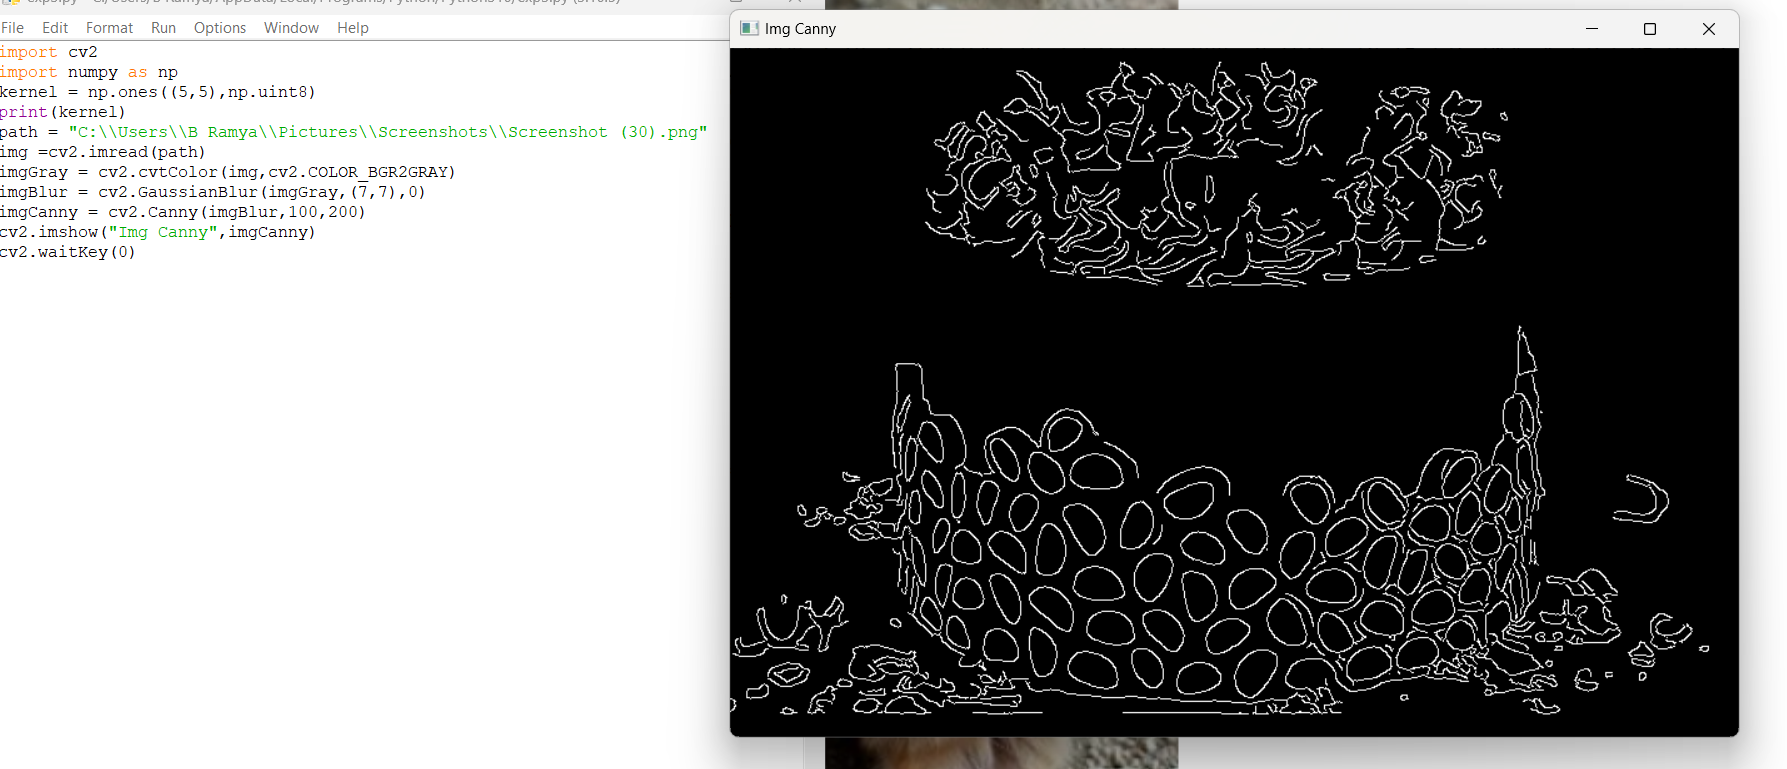 File Edit Format Run Options Window Help
import cv2
import numpy as np
kernel = np.ones((5,5),np.uint8)
print(kernel)
path = "C:\\Users\\B Ramya\\Pictures\\Screenshots\\Screenshot (30).png"
img =cv2.imread(path)
imgGray = cv2.cvtColor(img,cv2.COLOR_BGR2GRAY)
imgBlur = cv2.GaussianBlur(imgGray,(7,7),0)
imgCanny = cv2.Canny(imgBlur,100,200)
cv2.imshow("Img Canny",imgCanny)
cv2.waitKey(0)
Img Canny